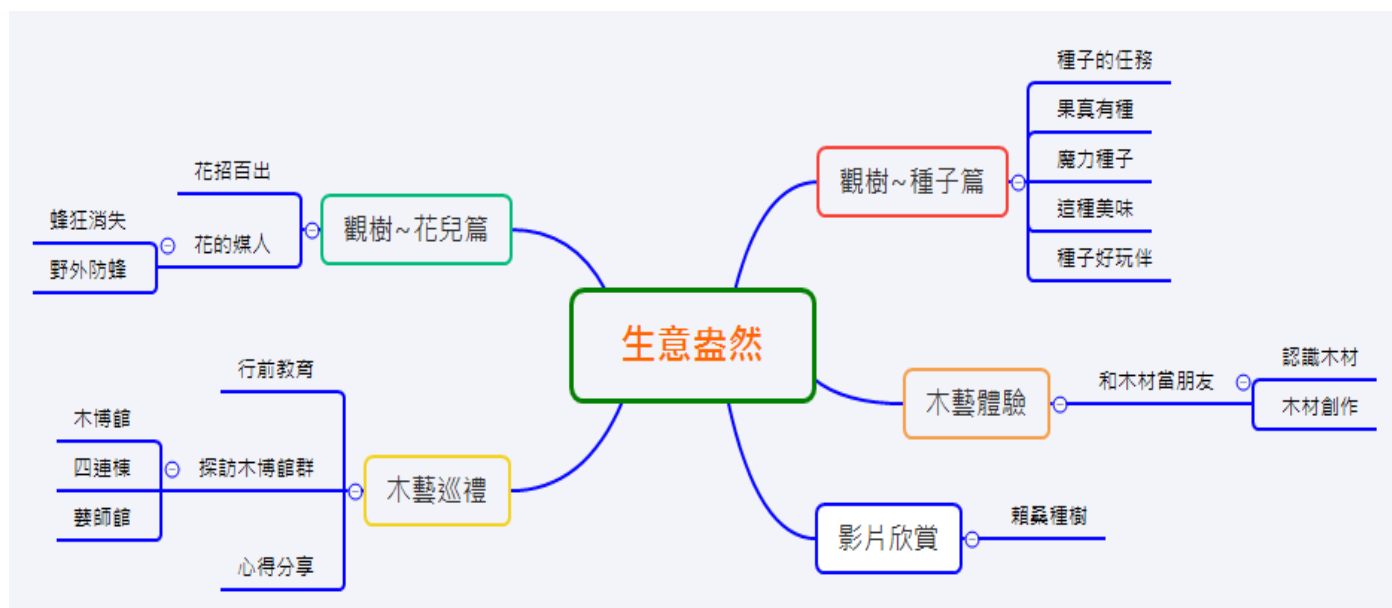 生意盎然
觀樹~種子篇
種子的任務
果真有種
魔力種子
這種美味
種子好玩伴
木藝體驗
和木材當朋友
認識木材
木材創作
影片欣賞
賴桑種樹
觀樹~花兒篇
花招百出
花的媒人
蜂狂消失
野外防蜂
木藝巡禮
行前教育
探訪木博館群
木博館
四連棟
藝師館
心得分享